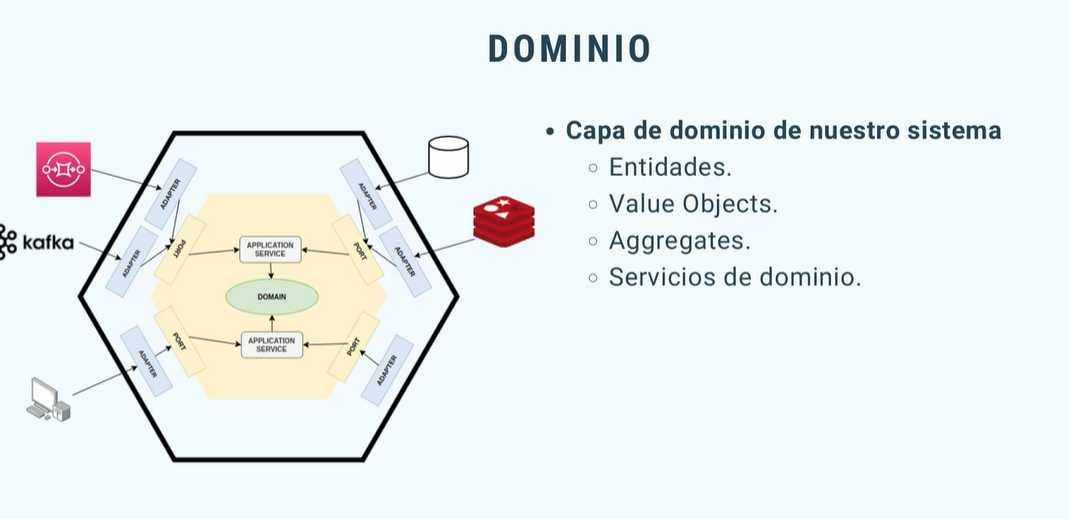 DOMINIO
• Capa de dominio de nuestro sistema
○ Entidades.
○ Value Objects.
○ Aggregates.
○ Servicios de dominio.
kafka
ADAPTER
ADAPTER
PORT
APPLICATION
SERVICE
PORT
ADAPTER
ADAPTER
DOMAIN
ADAPTER
PORT
APPLICATION
SERVICE
PORT
ADAPTER